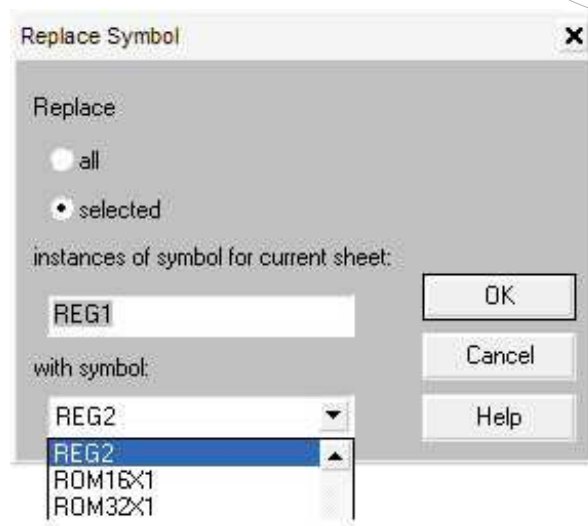 Replace Symbol
Replace
all
selected
instances of symbol for current sheet:
REG1
OK
with symbol:
Cancel
REG2
Help
REG2
ROM16X1
ROM32X1